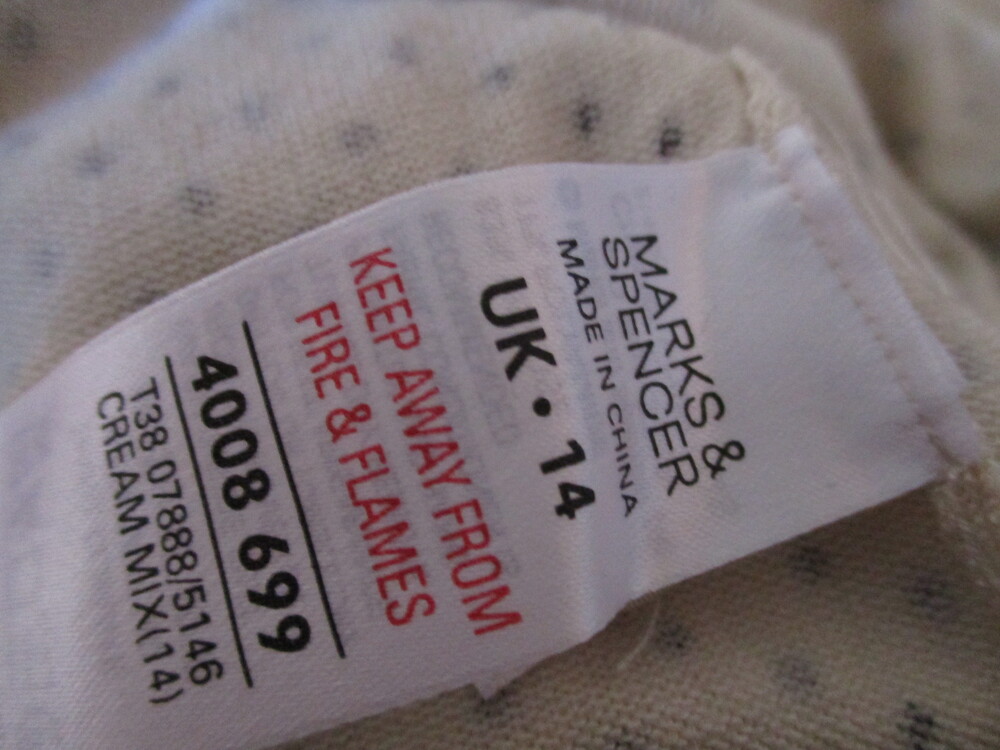 MARKS &
SPENCER
MADE IN CHINA
UK • 14
KEEP AWAY FROM
FIRE & FLAMES
4008 699
T38 07888/5146
CREAM MIX(14)